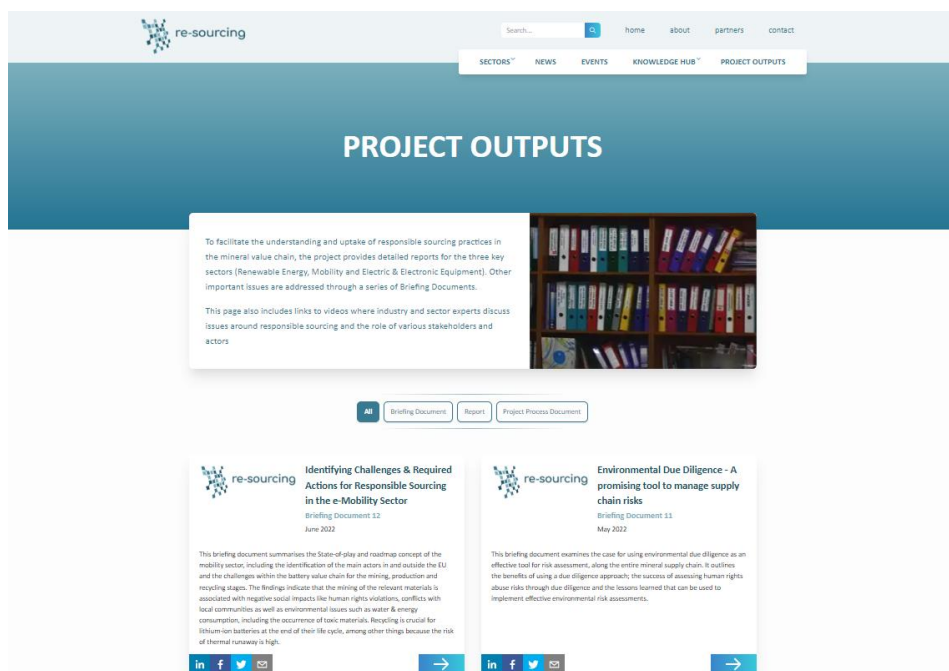 re-sourcing
Search...
home about partners contact
SECTORS NEWS EVENTS KNOWLEDGE HUB PROJECT OUTPUTS
PROJECT OUTPUTS
To facilitate the understanding and uptake of responsible sourcing practices in
the mineral value chain, the project provides detailed reports for the three key
sectors (Renewable Energy, Mobility and Electric & Electronic Equipment). Other
important issues are addressed through a series of Briefing Documents.
This page also includes links to videos where industry and sector experts discuss
issues around responsible sourcing and the role of various stakeholders and
actors
All Briefing Document Report Project Process Document
re-sourcing
Identifying Challenges & Required
Actions for Responsible Sourcing
in the e-Mobility Sector
Briefing Document 12
June 2022
This briefing document summarises the State-of-play and roadmap concept of the
mobility sector, including the identification of the main actors in and outside the EU
and the challenges within the battery value chain for the mining, production and
recycling stages. The findings indicate that the mining of the relevant materials is
associated with negative social impacts like human rights violations, conflicts with
local communities as well as environmental issues such as water & energy
consumption, including the occurrence of toxic materials. Recycling is crucial for
lithium-ion batteries at the end of their life cycle, among other things because the risk
of thermal runaway is high.
re-sourcing
Environmental Due Diligence - A
promising tool to manage supply
chain risks
Briefing Document 11
May 2022
This briefing document examines the case for using environmental due diligence as an
effective tool for risk assessment, along the entire mineral supply chain. It outlines
the benefits of using a due diligence approach; the success of assessing human rights
abuse risks through due diligence and the lessons learned that can be used to
implement effective environmental risk assessments.